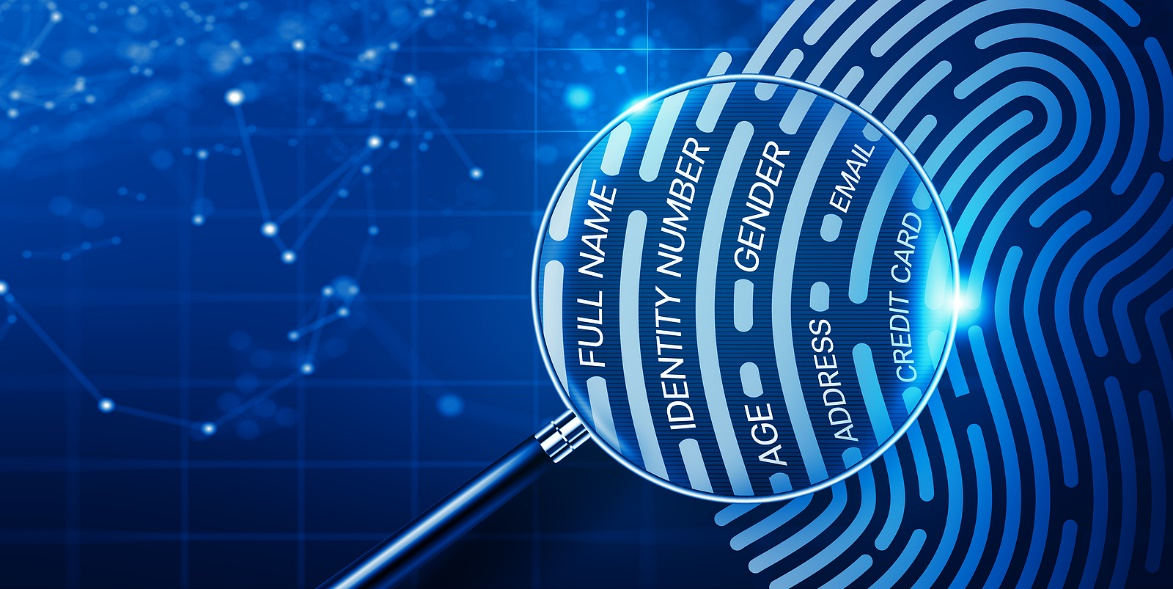 FULL NAME
IDENTITY NUMBER
AGE
GENDER
ADDRESS
EMAIL
CREDIT CARD